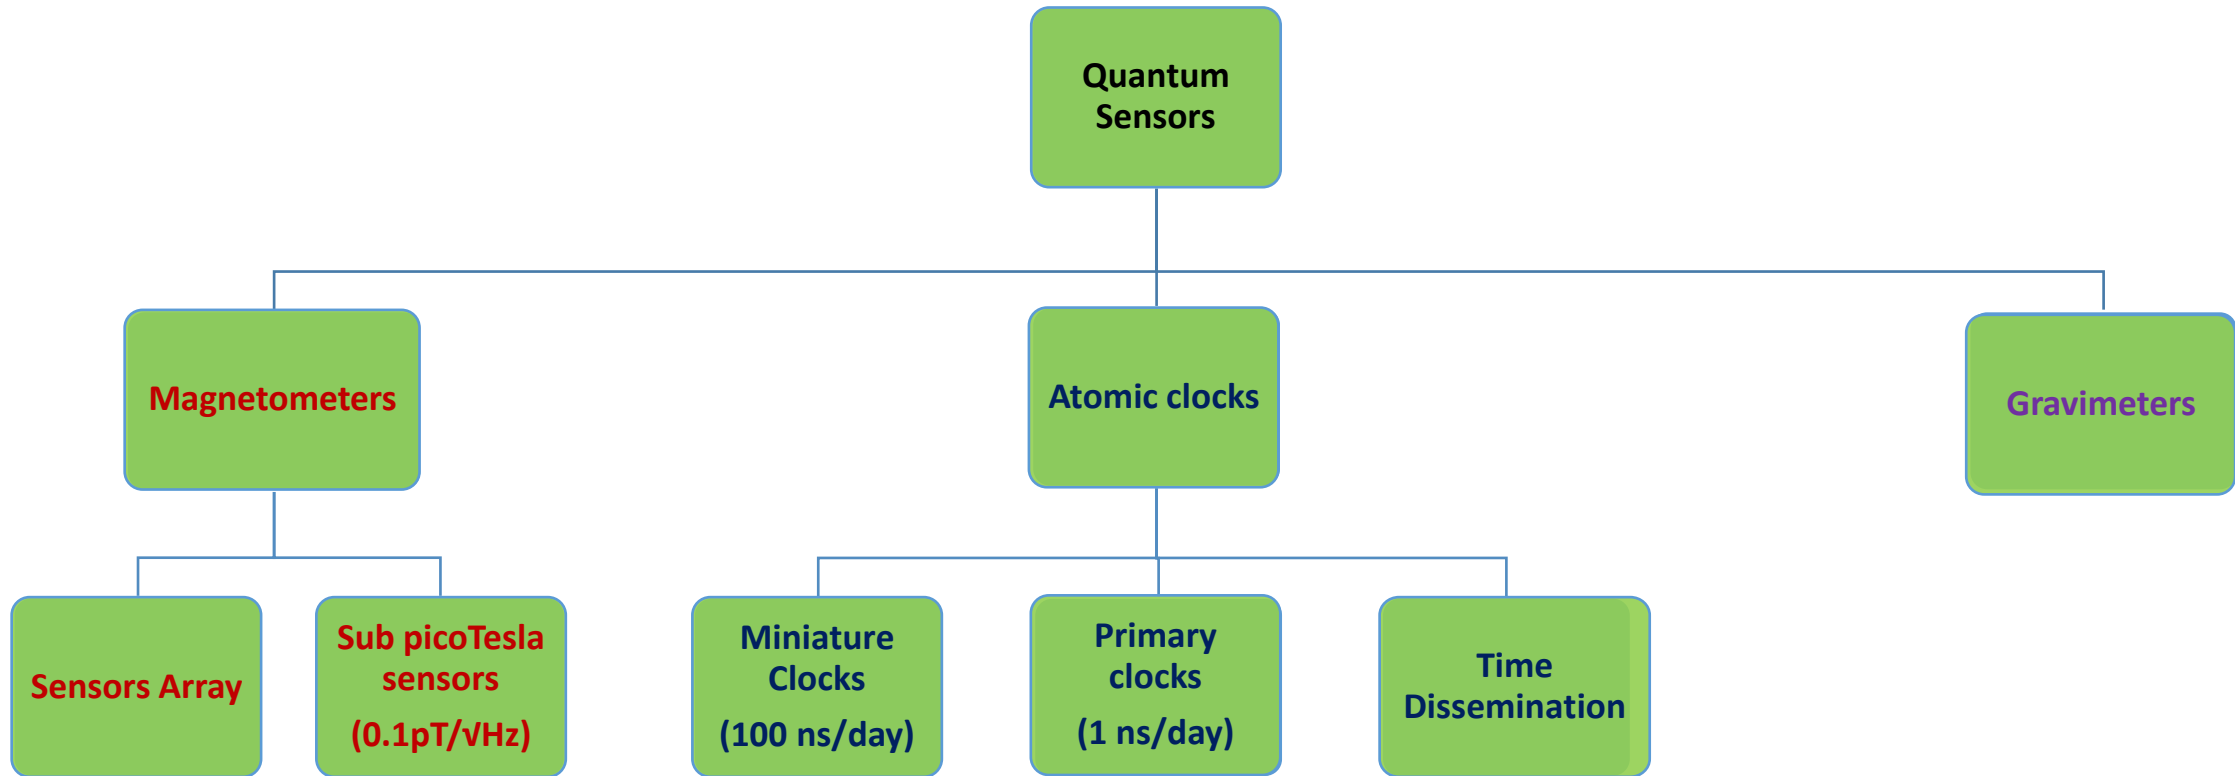 Quantum
Sensors
Magnetometers
Atomic clocks
Gravimeters
Sensors Array
Sub picoTesla
sensors
(0.1pT/√Hz)
Miniature
Clocks
(100 ns/day)
Primary
clocks
(1 ns/day)
Time
Dissemination